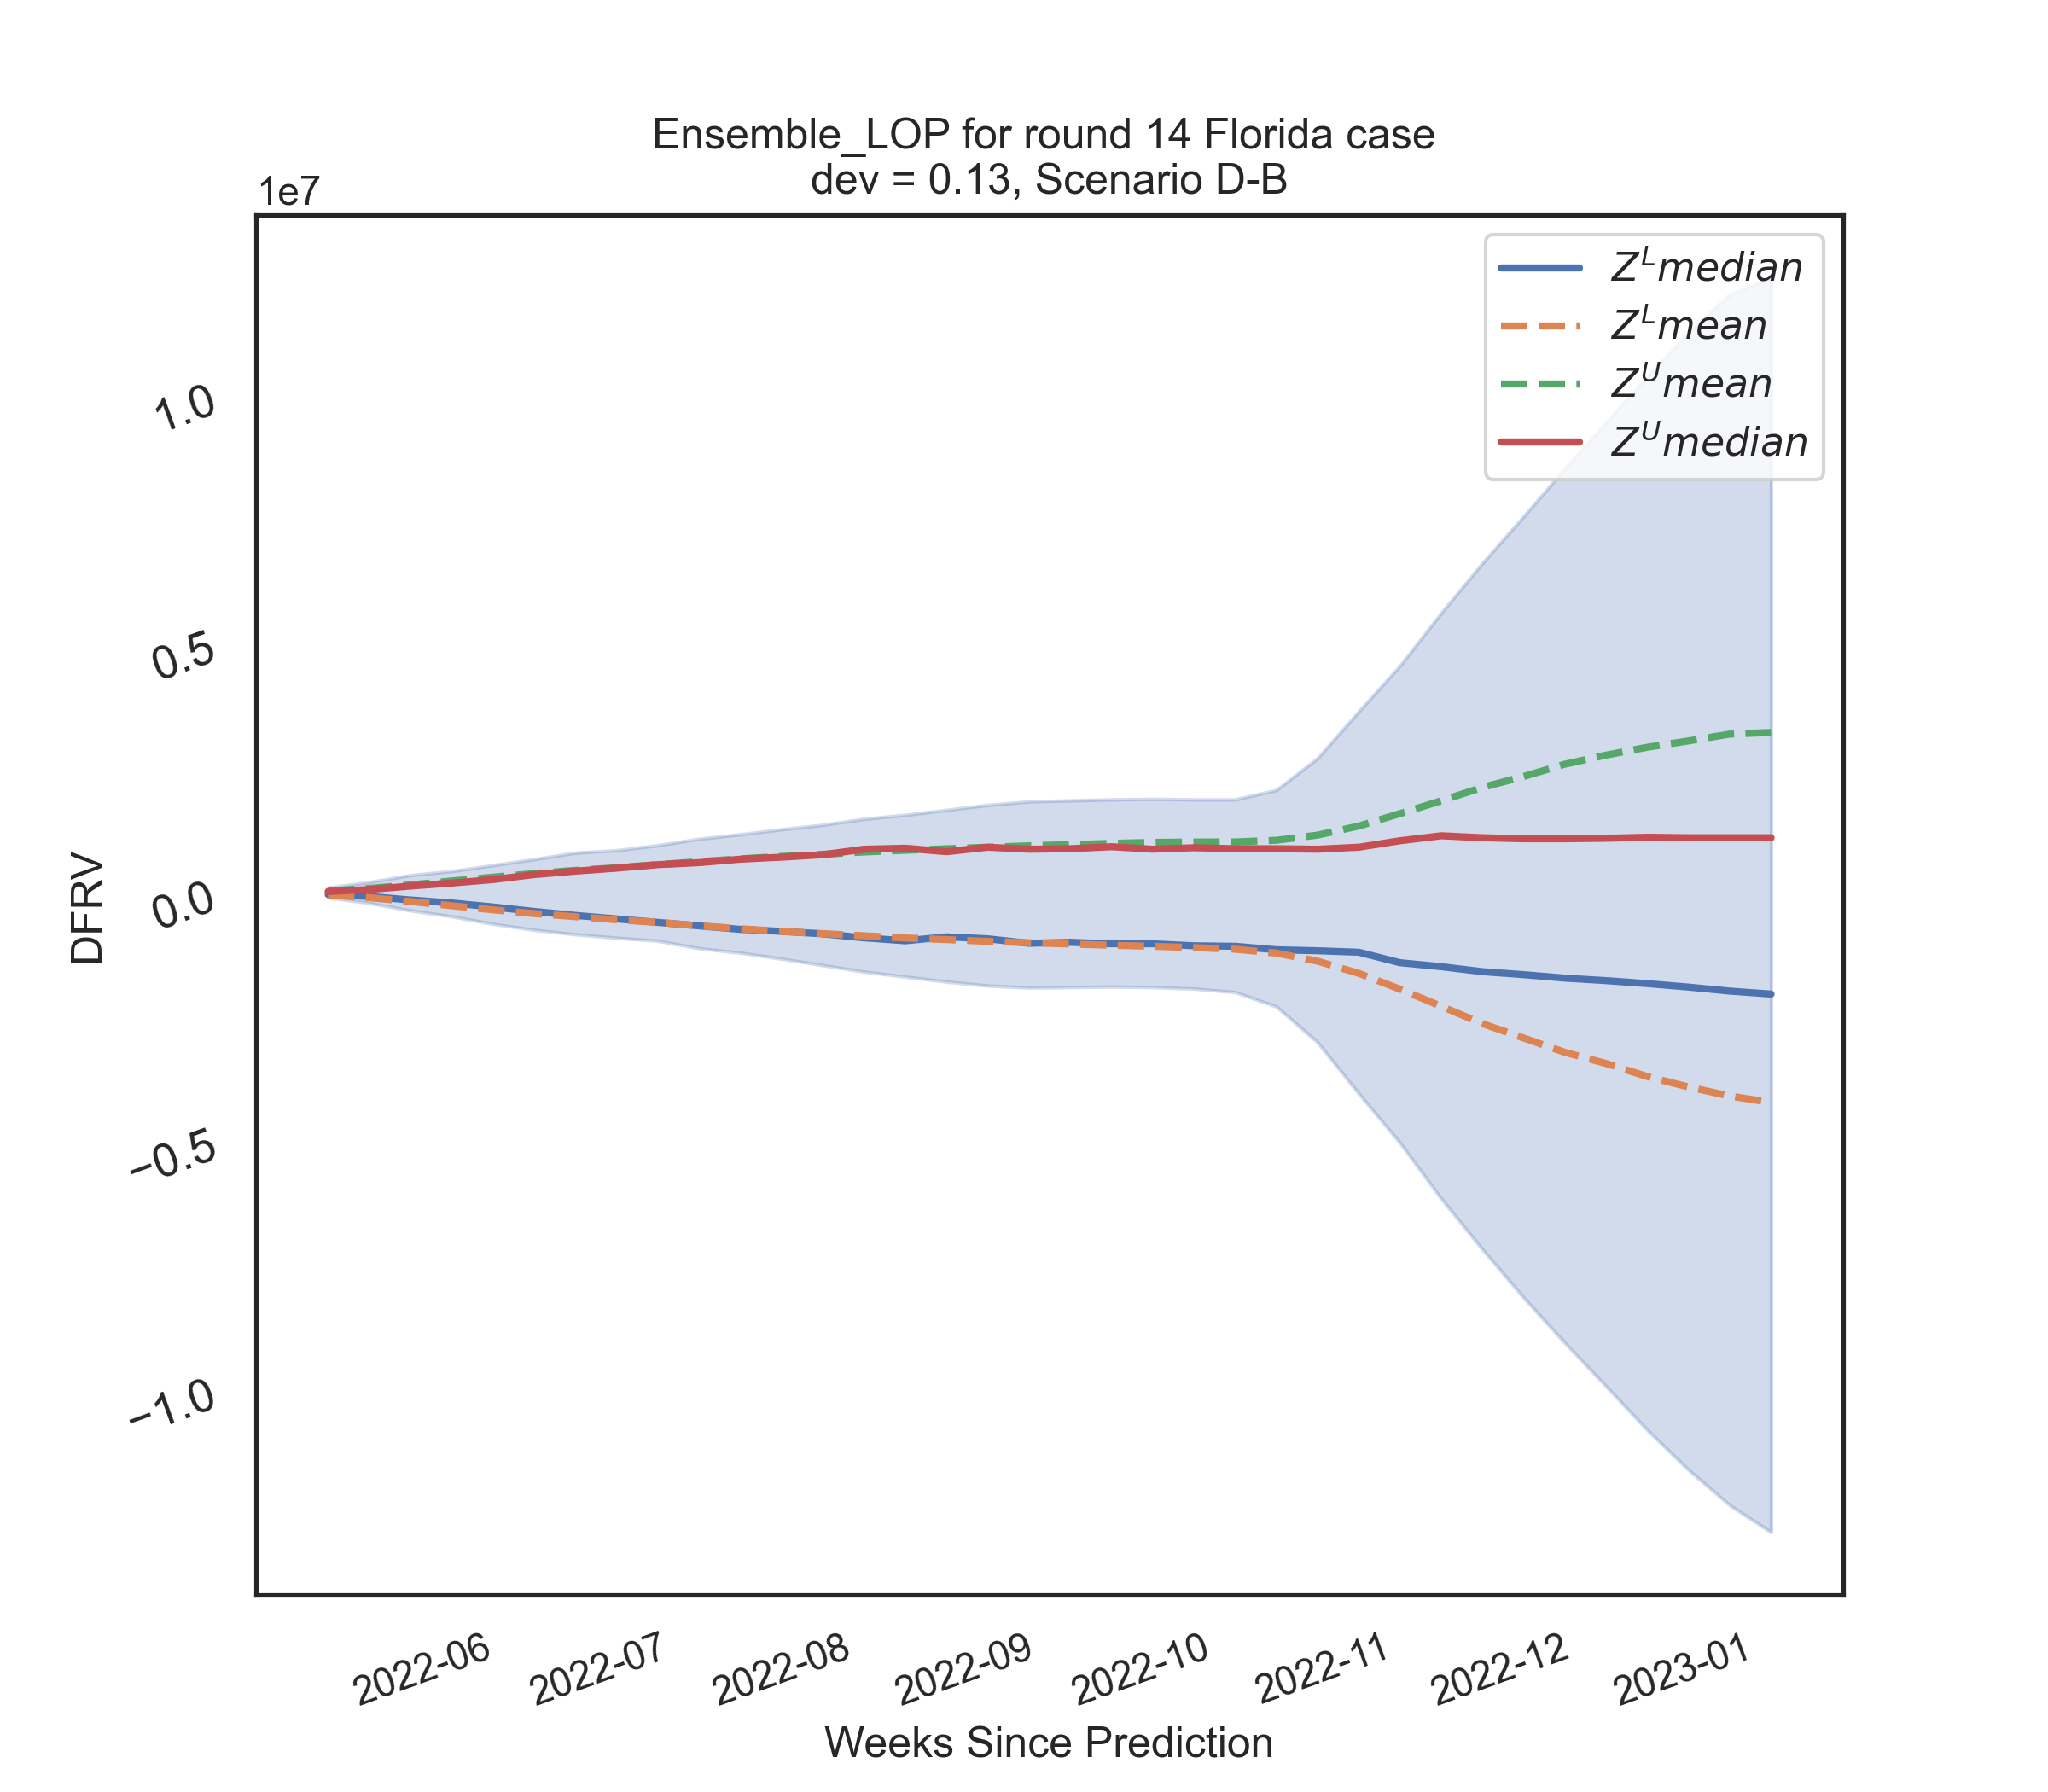 Ensemble_LOP for round 14 Florida case
dev = 0.13, Scenario D-B
1e7
Z^L median
Z^L mean
Z^U mean
Z^U median
1.0
0.5
0.0
−0.5
−1.0
DFRV
2022-06 2022-07 2022-08 2022-09 2022-10 2022-11 2022-12 2023-01
Weeks Since Prediction